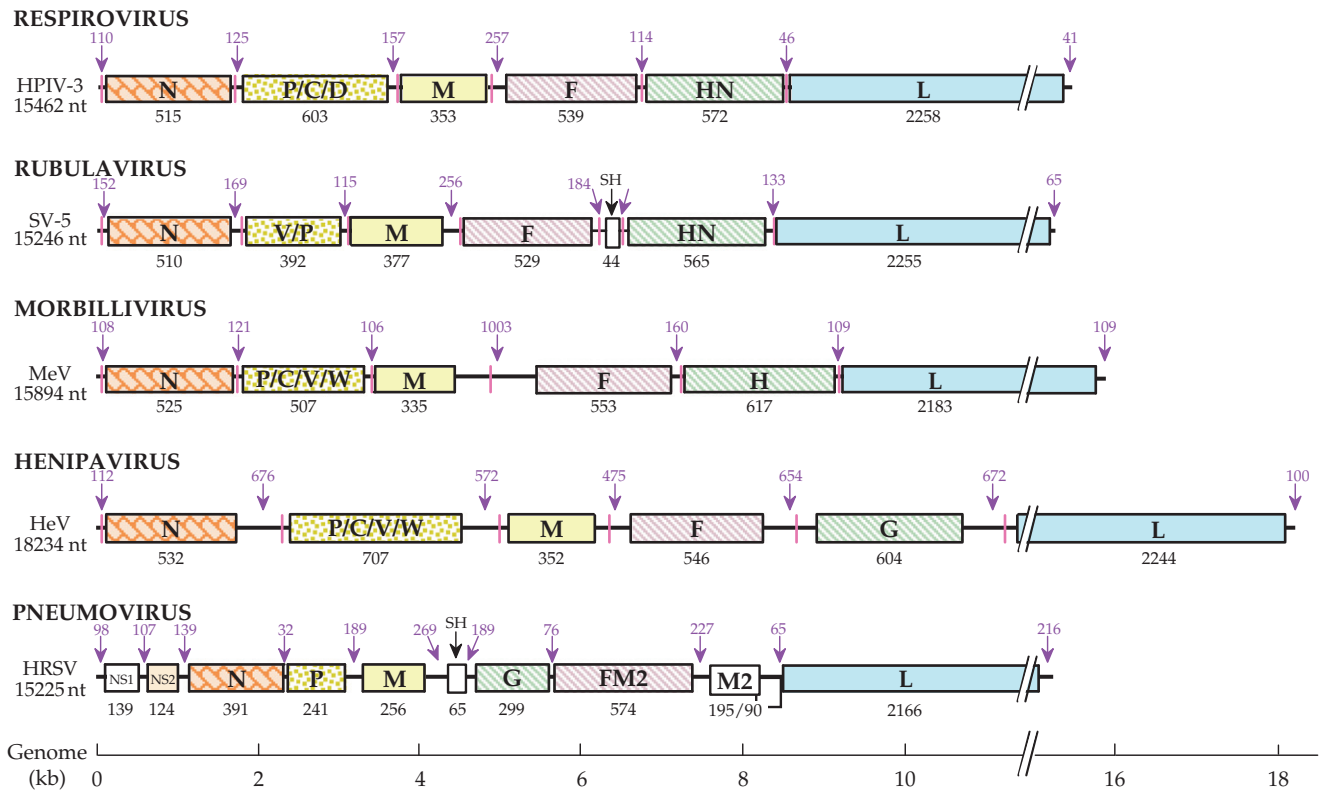 RESPIROVIRUS
110 125 157 257 114 46 41
HPIV-3 N P/C/D M F HN L
15462 nt 515 603 353 539 572 2258
RUBULAVIRUS
152 169 115 256 184 SH 133 65
SV-5 N V/P M F HN L
15246 nt 510 392 377 529 44 565 2255
MORBILLIVIRUS
108 121 106 1003 160 109 109
MeV N P/C/V/W M F H L
15894 nt 525 507 335 553 617 2183
HENIPAVIRUS
112 676 572 475 654 672 100
HeV N P/C/V/W M F G L
18234 nt 532 707 352 546 604 2244
PNEUMOVIRUS
98 107 139 32 189 269 SH 189 76 227 65 216
HRSV NS1 NS2 N P M G FM2 M2 L
15225 nt 139 124 391 241 256 65 299 574 195/90 2166
Genome
(kb) 0 2 4 6 8 10 16 18